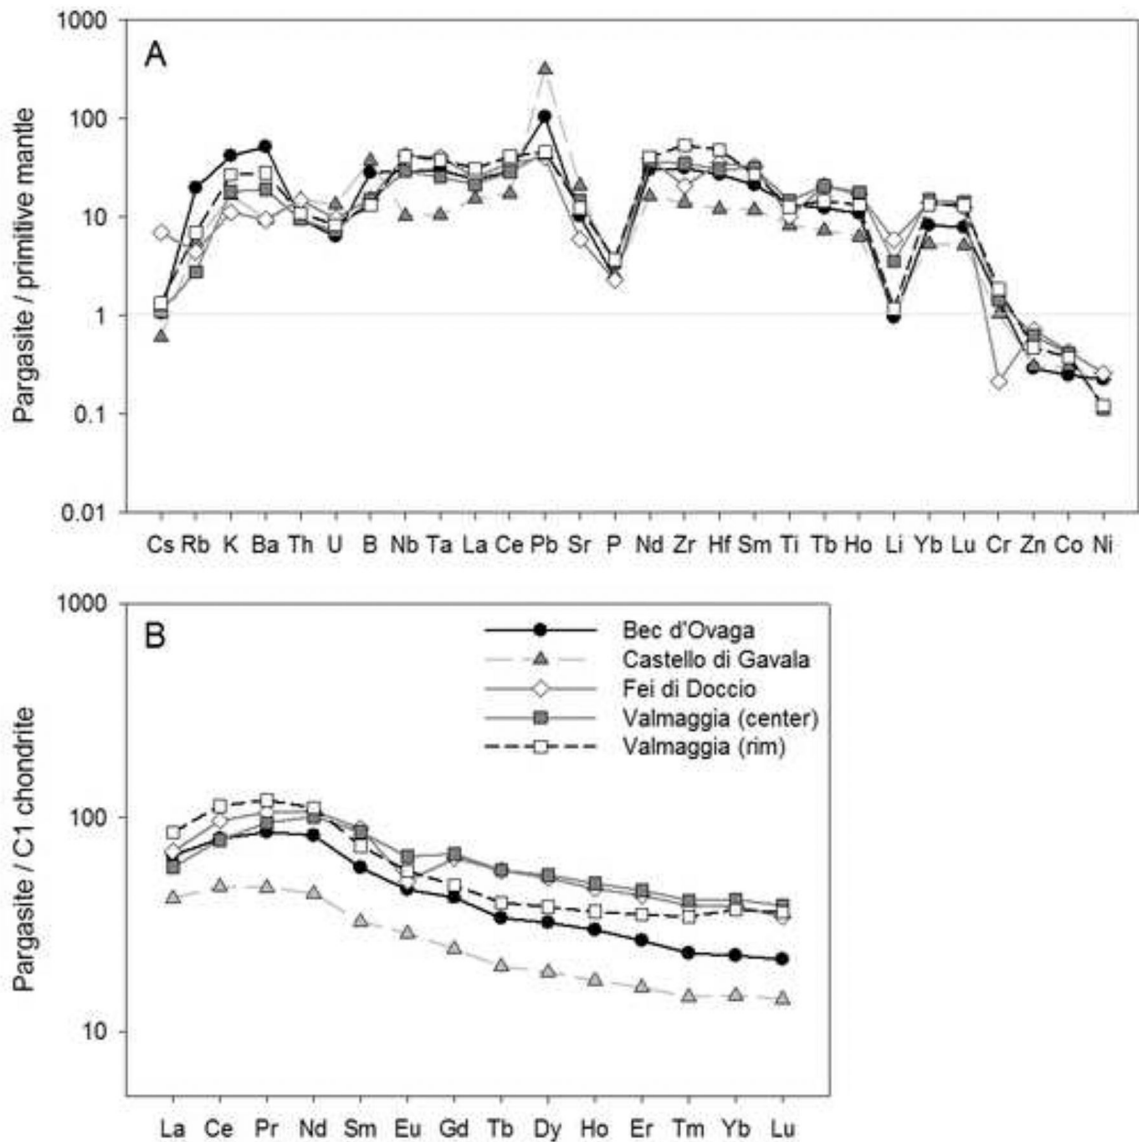 A
1000
100
10
1
0.1
0.01
Pargasite / primitive mantle
Cs Rb K Ba Th U B Nb Ta La Ce Pb Sr P Nd Zr Hf Sm Ti Tb Ho Li Yb Lu Cr Zn Co Ni
B
1000
100
10
Pargasite / C1 chondrite
Bec d'Ovaga
Castello di Gavala
Fei di Doccio
Valmaggia (center)
Valmaggia (rim)
La Ce Pr Nd Sm Eu Gd Tb Dy Ho Er Tm Yb Lu